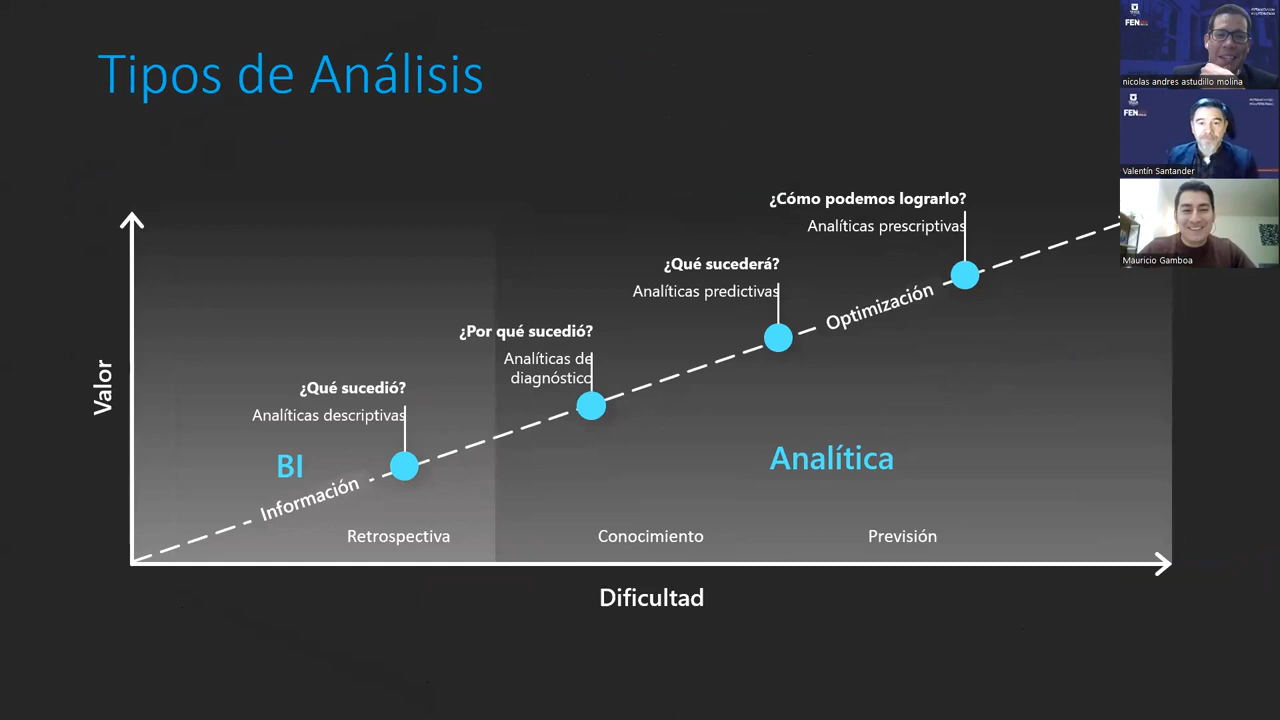 Tipos de Análisis
¿Cómo podemos lograrlo?
Analíticas prescriptivas
¿Qué sucederá?
Analíticas predictivas
Optimización
¿Por qué sucedió?
Analíticas de
diagnóstico
¿Qué sucedió?
Analíticas descriptivas
Valor
BI
Información
Analítica
Retrospectiva
Conocimiento
Previsión
Dificultad
FEN
nicolas andres astudillo molina
FEN
Valentín Santander
Mauricio Gamboa